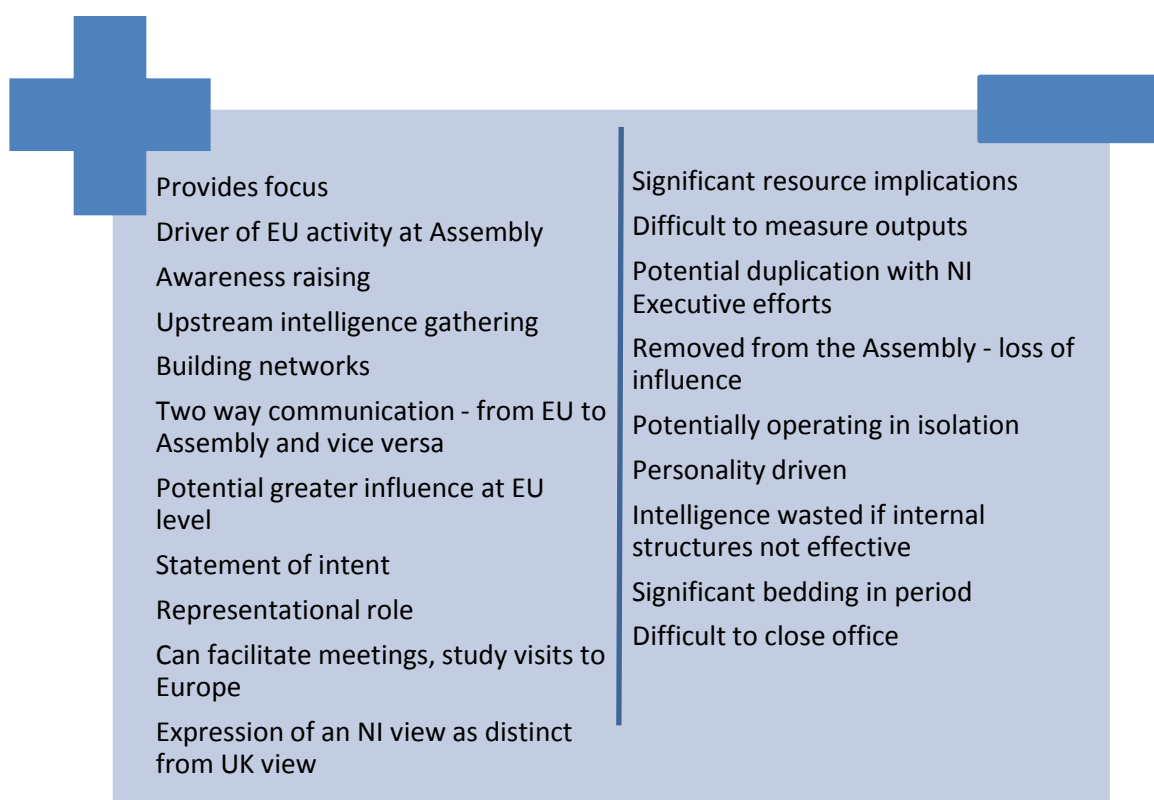 Provides focus
Driver of EU activity at Assembly
Awareness raising
Upstream intelligence gathering
Building networks
Two way communication - from EU to
Assembly and vice versa
Potential greater influence at EU
level
Statement of intent
Representational role
Can facilitate meetings, study visits to
Europe
Expression of an NI view as distinct
from UK view
Significant resource implications
Difficult to measure outputs
Potential duplication with NI
Executive efforts
Removed from the Assembly - loss of
influence
Potentially operating in isolation
Personality driven
Intelligence wasted if internal
structures not effective
Significant bedding in period
Difficult to close office